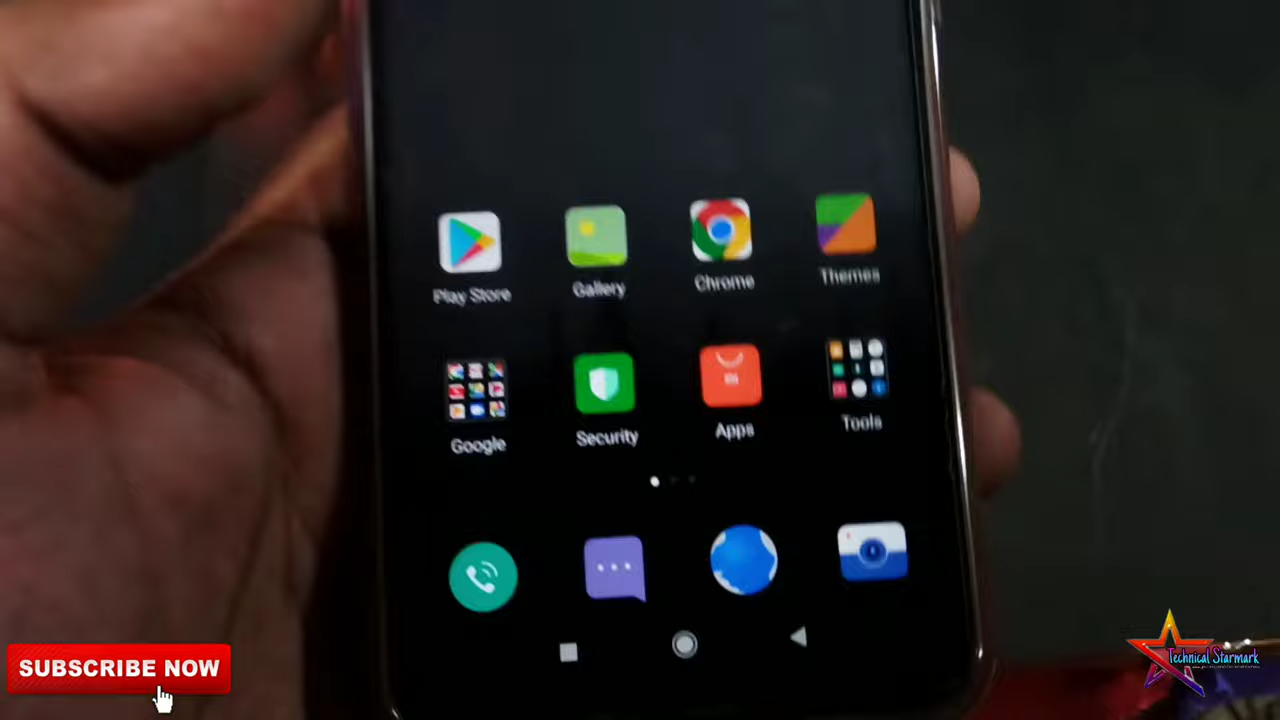 Play Store
Gallery
Chrome
Themes
Google
Security
Apps
Tools
SUBSCRIBE NOW
Technical Starmark